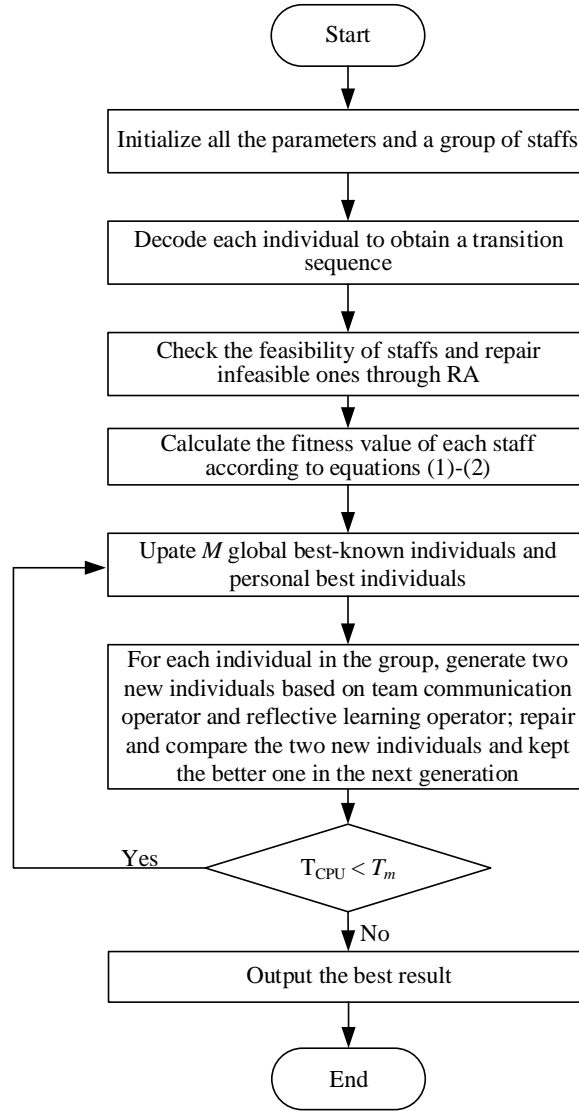 Start
Initialize all the parameters and a group of staffs
Decode each individual to obtain a transition
sequence
Check the feasibility of staffs and repair
infeasible ones through RA
Calculate the fitness value of each staff
according to equations (1)-(2)
Upate M global best-known individuals and
personal best individuals
For each individual in the group, generate two
new individuals based on team communication
operator and reflective learning operator; repair
and compare the two new individuals and kept
the better one in the next generation
Yes
T_CPU < T_m
No
Output the best result
End